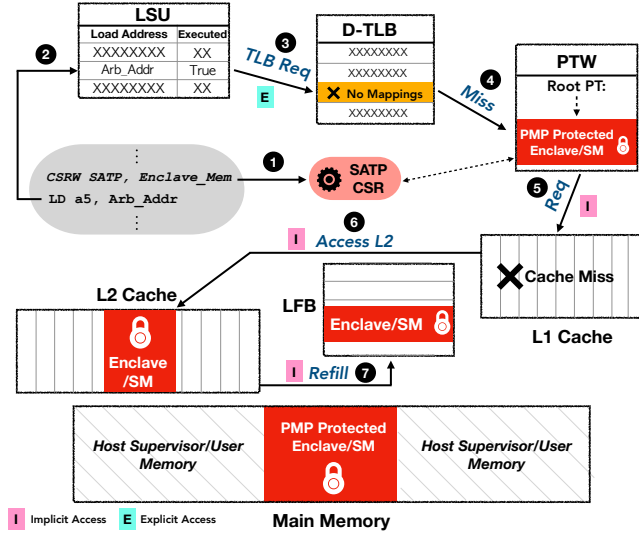 LSU
Load Address Executed
XXXXXXXX XX
Arb_Addr True
XXXXXXXX XX
2
3
TLB Req
E
D-TLB
XXXXXXXX
XXXXXXXX
No Mappings
XXXXXXXX
4
Miss
PTW
Root PT:
PMP Protected
Enclave/SM
CSRW SATP, Enclave_Mem
LD a5, Arb_Addr
1
SATP
CSR
5
Req
I
6
I Access L2
Cache Miss
L1 Cache
L2 Cache
Enclave
/SM
LFB
Enclave/SM
I Refill 7
Host Supervisor/User
Memory
PMP Protected
Enclave/SM
Host Supervisor/User
Memory
I Implicit Access E Explicit Access
Main Memory